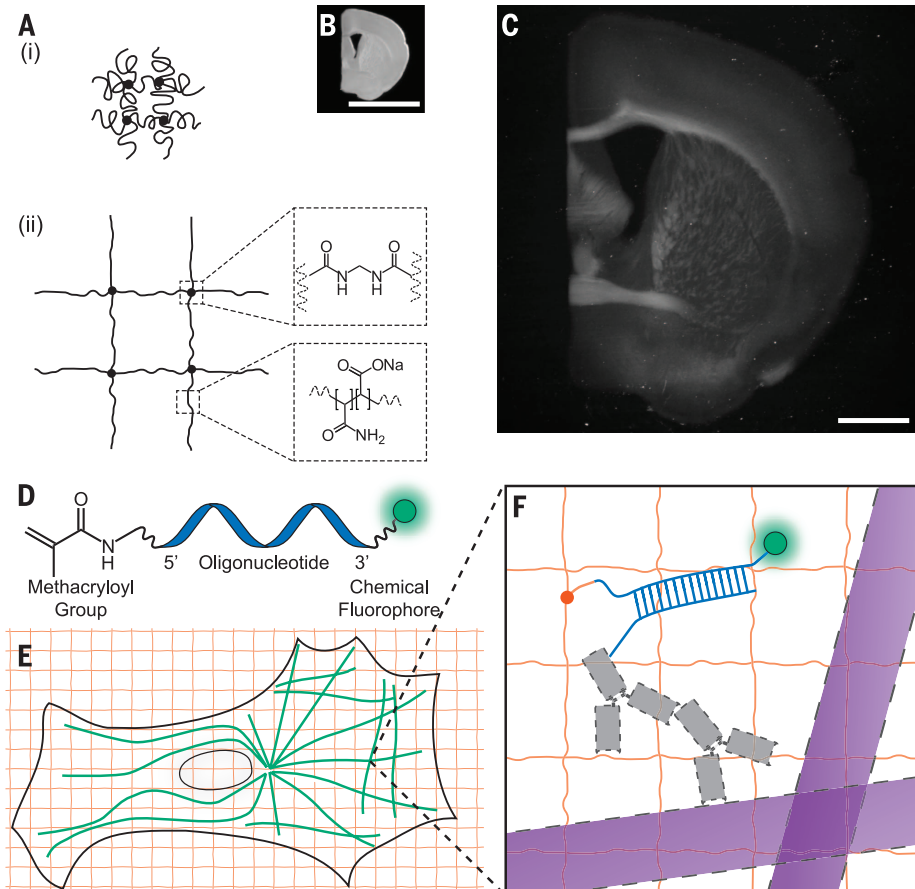 A
(i)
B
C
(ii)
O
O
N
H
N
H
O
ONa
O
NH2
D
O
N
H
5’
Oligonucleotide
3’
Methacryloyl
Group
Chemical
Fluorophore
E
F